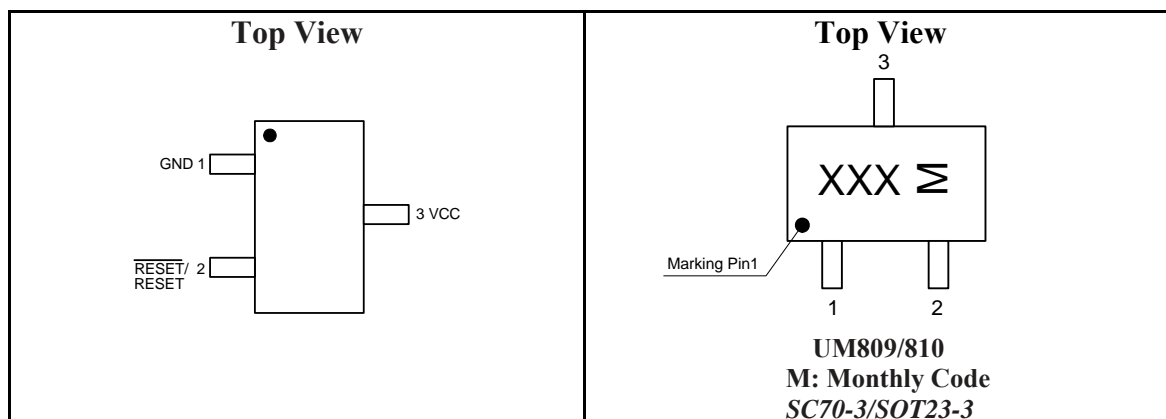 Top View
GND 1
3 VCC
RESET/ 2
RESET
Top View
3
XXX M
Marking Pin1
1 2
UM809/810
M: Monthly Code
SC70-3/SOT23-3